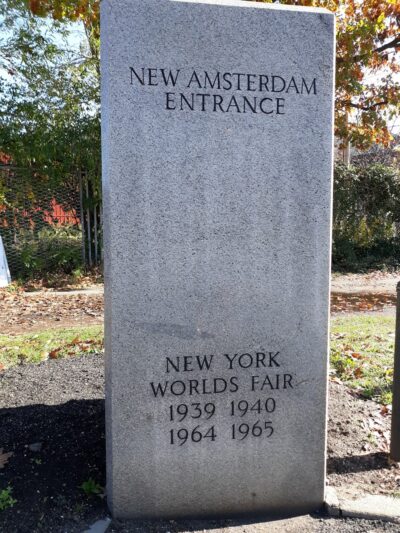 NEW AMSTERDAM
ENTRANCE
NEW YORK
WORLDS FAIR
1939 1940
1964 1965